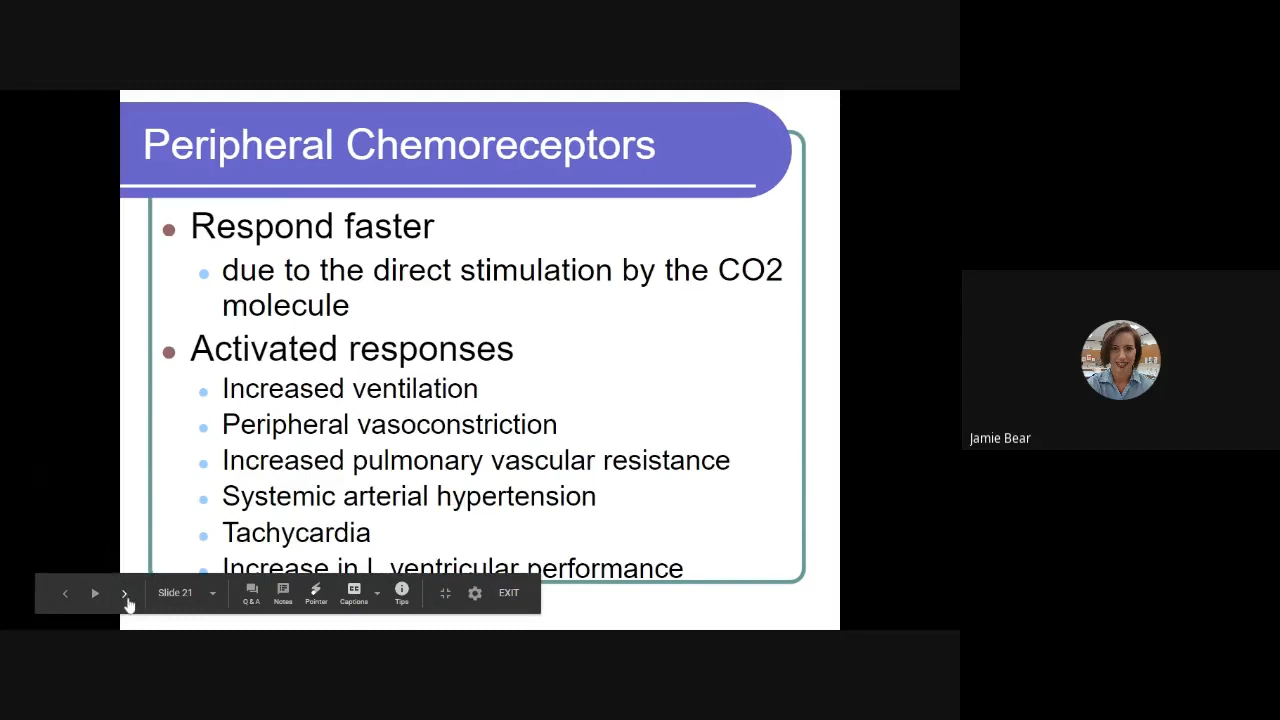 Peripheral Chemoreceptors
Respond faster
due to the direct stimulation by the CO2
molecule
Activated responses
Increased ventilation
Peripheral vasoconstriction
Increased pulmonary vascular resistance
Systemic arterial hypertension
Tachycardia
Increase in L ventricular performance
Slide 21
Q & A
Notes
Pointer
CC
Captions
Tips
EXIT
Jamie Bear